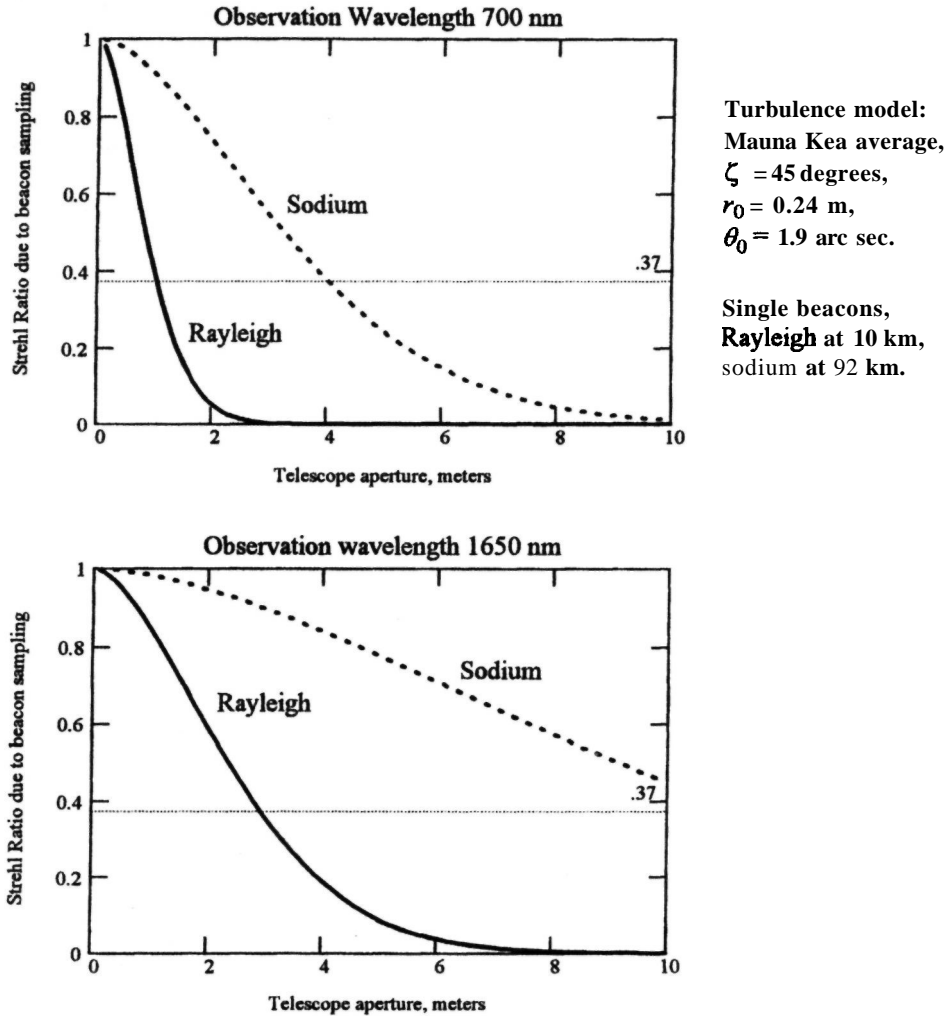 Observation Wavelength 700 nm
Strehl Ratio due to beacon sampling
1
0.8
0.6
0.4
0.2
0
Sodium
.37
Rayleigh
0 2 4 6 8 10
Telescope aperture, meters
Turbulence model:
Mauna Kea average,
ζ = 45 degrees,
r0 = 0.24 m,
θ0 = 1.9 arc sec.
Single beacons,
Rayleigh at 10 km,
sodium at 92 km.
Observation wavelength 1650 nm
Strehl Ratio due to beacon sampling
1
0.8
0.6
0.4
0.2
0
Sodium
Rayleigh
.37
0 2 4 6 8 10
Telescope aperture, meters